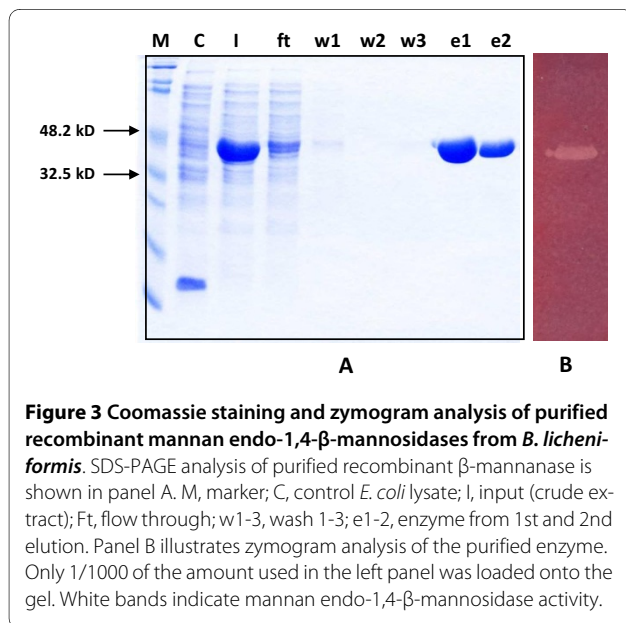 M C I ft w1 w2 w3 e1 e2
48.2 kD
32.5 kD
A
B
Figure 3 Coomassie staining and zymogram analysis of purified
recombinant mannan endo-1,4-β-mannosidases from B. licheni-
formis. SDS-PAGE analysis of purified recombinant β-mannanase is
shown in panel A. M, marker; C, control E. coli lysate; I, input (crude ex-
tract); Ft, flow through; w1-3, wash 1-3; e1-2, enzyme from 1st and 2nd
elution. Panel B illustrates zymogram analysis of the purified enzyme.
Only 1/1000 of the amount used in the left panel was loaded onto the
gel. White bands indicate mannan endo-1,4-β-mannosidase activity.